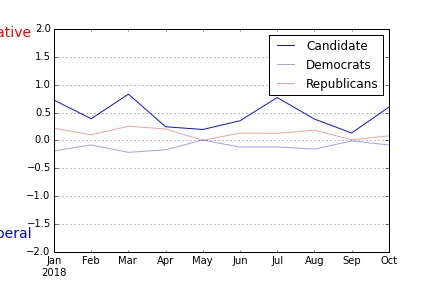 2.0
ative
1.5
1.0
0.5
0.0
−0.5
−1.0
−1.5
beral
−2.0
Candidate
Democrats
Republicans
Jan Feb Mar Apr May Jun Jul Aug Sep Oct
2018